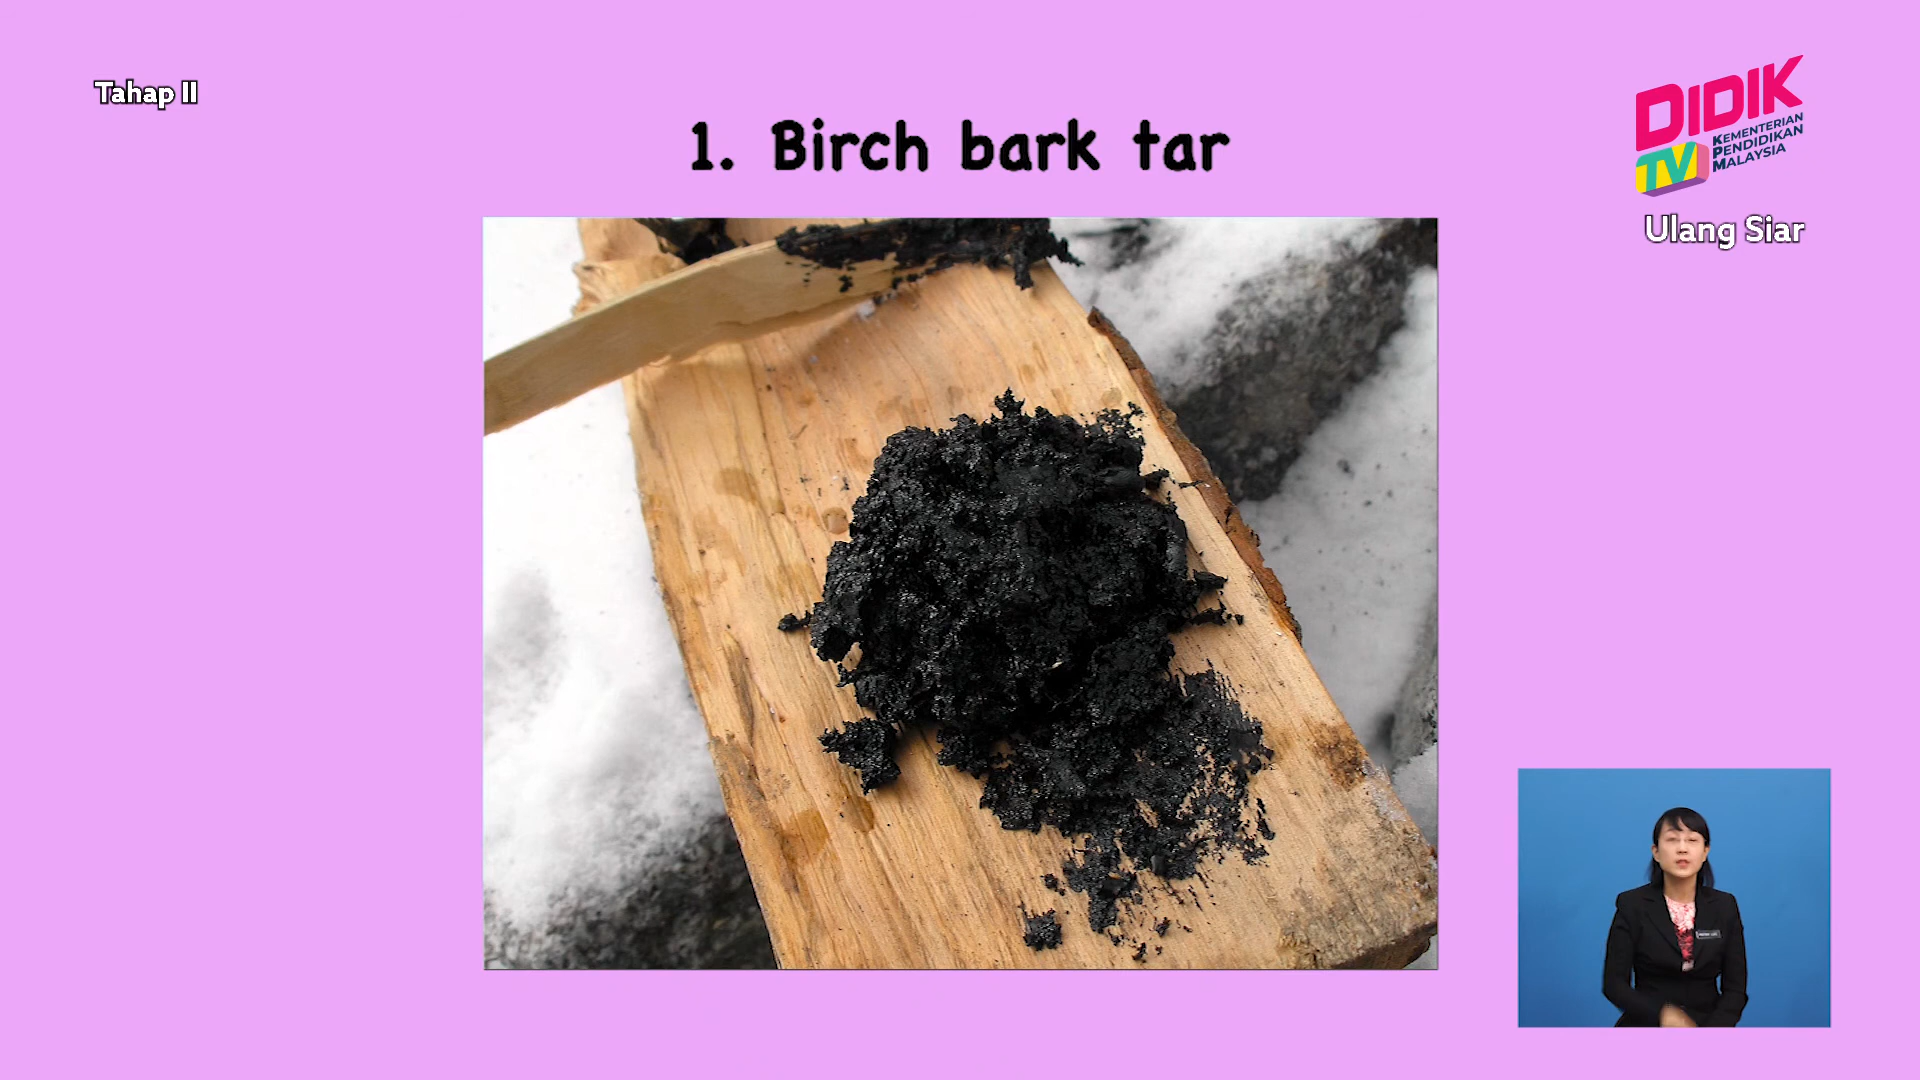 Tahap II
1. Birch bark tar
DIDIK
TV
KEMENTERIAN
PENDIDIKAN
MALAYSIA
Ulang Siar